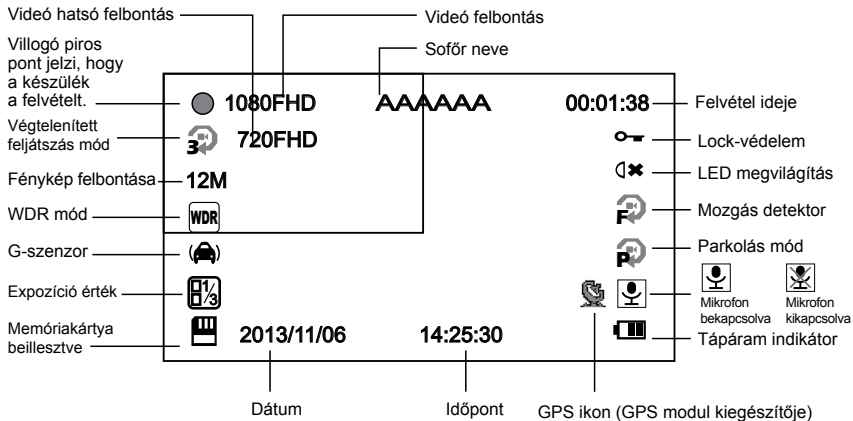 Videó hatsó felbontás
Videó felbontás
Villogó piros
pont jelzi, hogy
a készülék
a felvételt.
Sofőr neve
1080FHD
AAAAAA
00:01:38
Felvétel ideje
Végtelenített
feljátszás mód
3
720FHD
Lock-védelem
Fénykép felbontása
12M
LED megvilágítás
WDR mód
WDR
F
Mozgás detektor
G-szenzor
P
Parkolás mód
Expozíció érték
1/3
Mikrofon
bekapcsolva
Mikrofon
kikapcsolva
Memóriakártya
beillesztve
2013/11/06
14:25:30
Tápáram indikátor
Dátum
Időpont
GPS ikon (GPS modul kiegészítője)